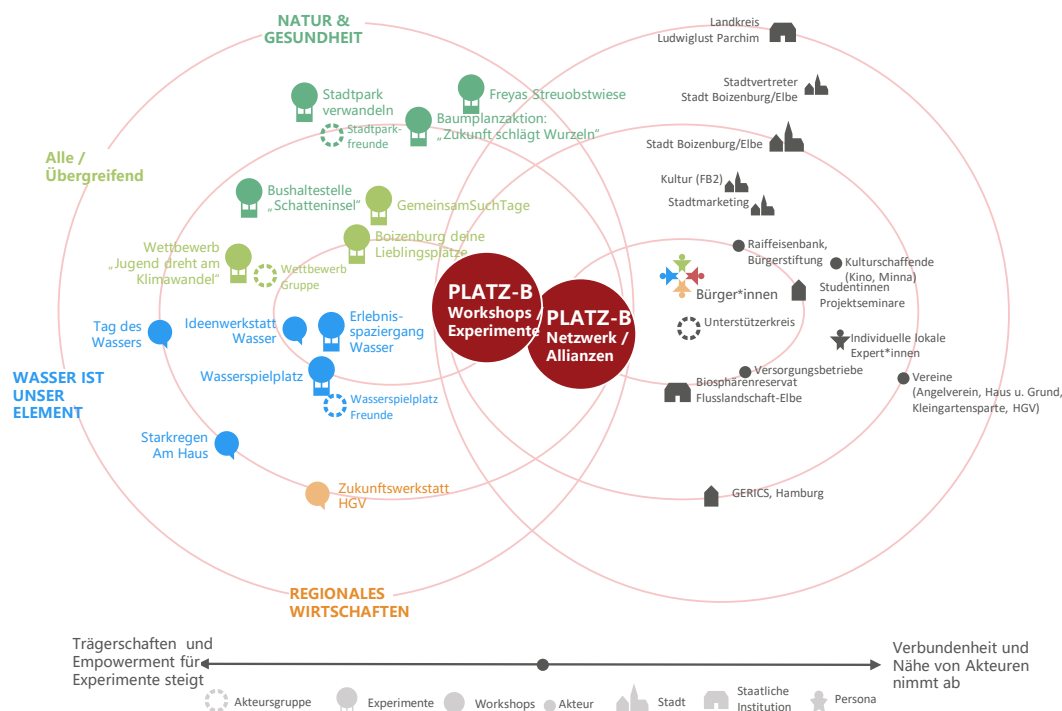 NATUR &
GESUNDHEIT
Landkreis
Ludwiglust Parchim
Stadtvertreter
Stadt Boizenburg/Elbe
Stadtpark
verwandeln
Freyas Streuobstwiese
Stadtpark-
freunde
Baumplanzaktion:
„Zukunft schlägt Wurzeln“
Stadt Boizenburg/Elbe
Alle /
Übergreifend
Kultur (FB2)
Stadtmarketing
Bushaltestelle
„Schatteninsel“
GemeinsamSuchTage
Boizenburg deine
Lieblingsplätze
Wettbewerb
„Jugend dreht am
Klimawandel“
Wettbewerb
Gruppe
Raiffeisenbank,
Bürgerstiftung
Kulturschaffende
(Kino, Minna)
Studentinnen
Projektseminare
Bürger*innen
PLATZ-B
Workshops /
Experimente
PLATZ-B
Netzwerk /
Allianzen
Unterstützerkreis
Individuelle lokale
Expert*innen
Tag des
Wassers
Ideenwerkstatt
Wasser
Erlebnis-
spaziergang
Wasser
Wasserspielplatz
Wasserspielplatz
Freunde
WASSER IST
UNSER
ELEMENT
Versorgungsbetriebe
Biosphärenreservat
Flusslandschaft-Elbe
Vereine
(Angelverein, Haus u. Grund,
Kleingartensparte, HGV)
Starkregen
Am Haus
Zukunftswerkstatt
HGV
GERICS, Hamburg
REGIONALES
WIRTSCHAFTEN
Trägerschaften und
Empowerment für
Experimente steigt
Verbundenheit und
Nähe von Akteuren
nimmt ab
Akteursgruppe
Experimente
Workshops
Akteur
Stadt
Staatliche
Institution
Persona